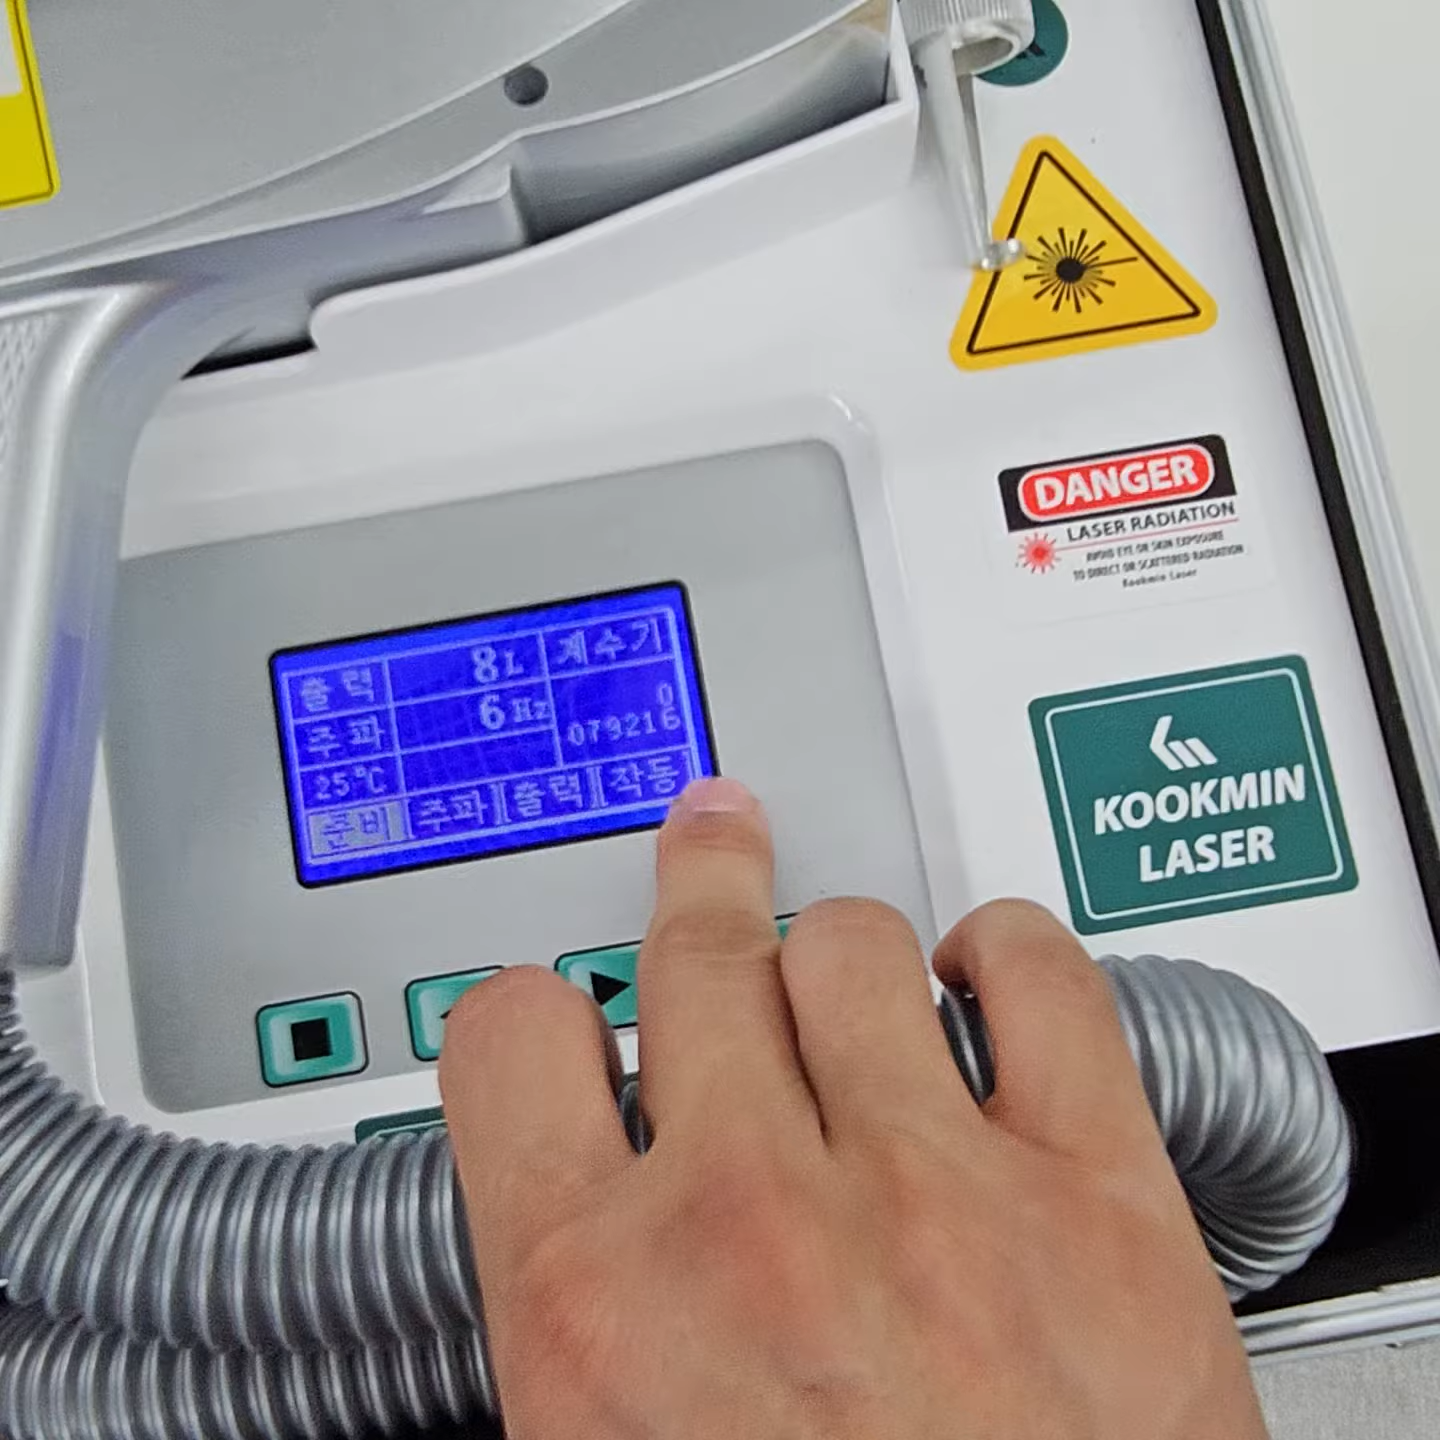 출력 8L 계수기
주파 6Hz 0
079216
25℃
준비 주파 출력 작동
DANGER
LASER RADIATION
AVOID EYE OR SKIN EXPOSURE
TO DIRECT OR SCATTERED RADIATION
Kookmin Laser
KOOKMIN
LASER